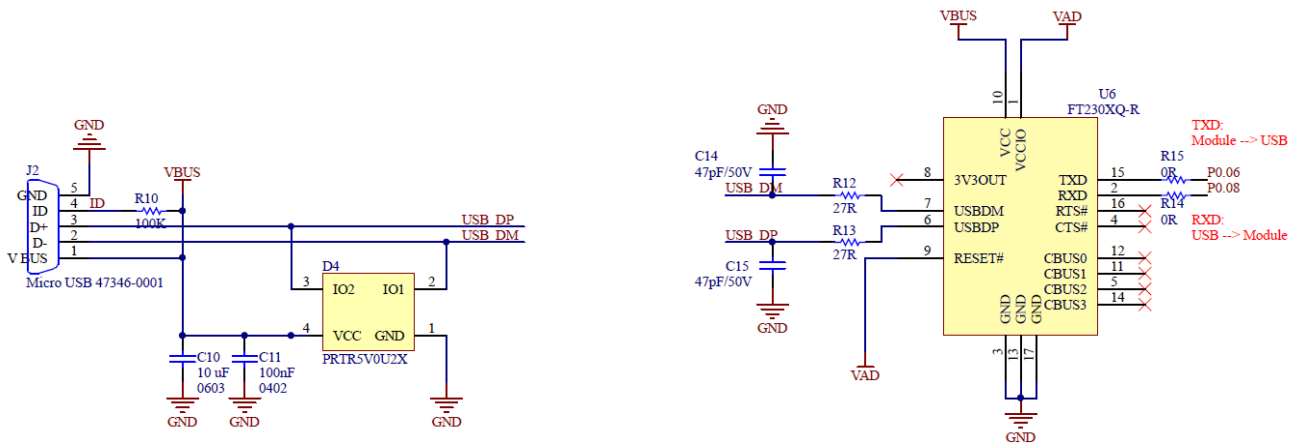 GND
J2
VBUS
GND
5
ID
4
ID
R10
100K
D+
3
USB_DP
D-
2
USB_DM
V BUS
1
Micro USB 47346-0001
D4
3
IO2
IO1
2
4
VCC
GND
1
PRTR5V0U2X
C10
10 uF
0603
C11
100nF
0402
GND
GND
GND
VBUS
VAD
GND
C14
47pF/50V
USB_DM
R12
27R
USB_DP
R13
27R
C15
47pF/50V
GND
VAD
U6
FT230XQ-R
10
1
VCC
VCCIO
8
3V3OUT
7
USBDM
6
USBDP
9
RESET#
TXD
15
RXD
2
RTS#
16
CTS#
4
CBUS0
12
CBUS1
11
CBUS2
5
CBUS3
14
GND
GND
GND
3
13
17
GND
TXD:
Module --> USB
R15
0R
P0.06
P0.08
R14
0R
RXD:
USB --> Module